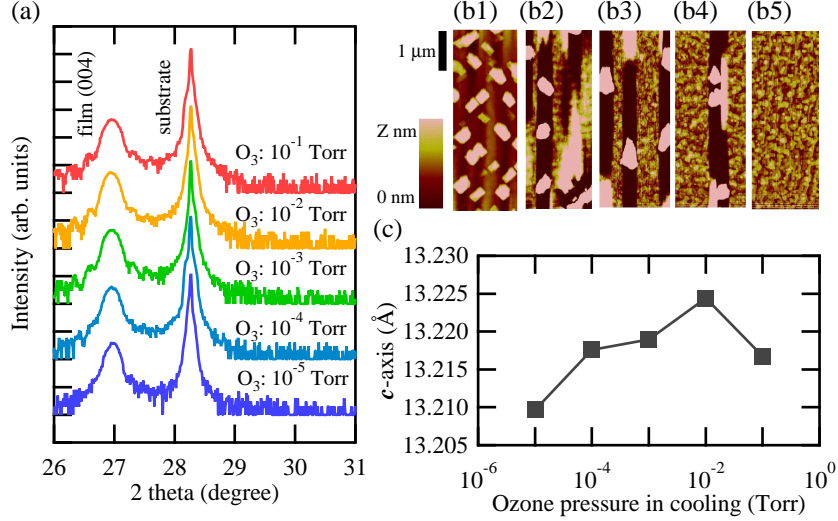 (a)
Intensity (arb. units)
film (004)
substrate
O3: 10-1 Torr
O3: 10-2 Torr
O3: 10-3 Torr
O3: 10-4 Torr
O3: 10-5 Torr
26 27 28 29 30 31
2 theta (degree)
(b1) (b2) (b3) (b4) (b5)
1 μm
Z nm
0 nm
(c)
13.230
13.225
13.220
13.215
13.210
13.205
c-axis (Å)
10-6 10-4 10-2 100
Ozone pressure in cooling (Torr)